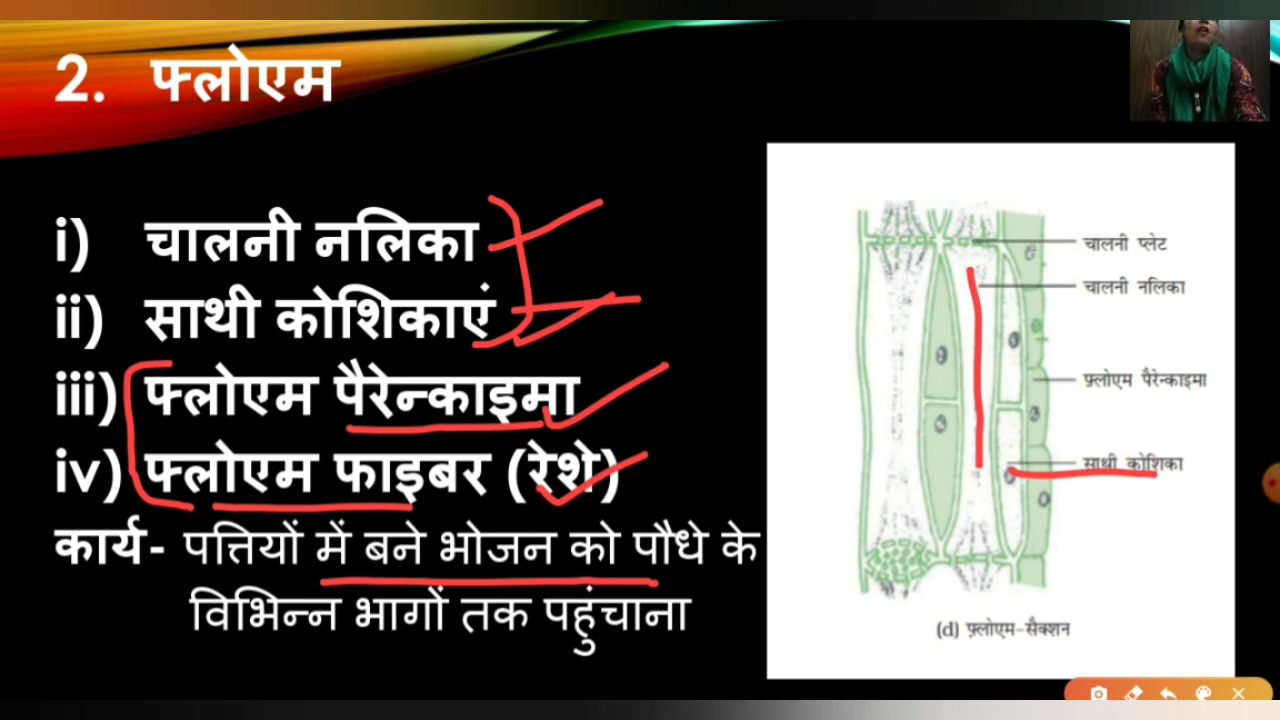 2. फ्लोएम
i) चालनी नलिका
ii) साथी कोशिकाएं
iii) फ्लोएम पैरेन्काइमा
iv) फ्लोएम फाइबर (रेशे)
कार्य- पत्तियों में बने भोजन को पौधे के
विभिन्न भागों तक पहुंचाना
चालनी प्लेट
चालनी नलिका
फ़्लोएम पैरेन्काइमा
साथी कोशिका
(d) फ़्लोएम-सैक्शन